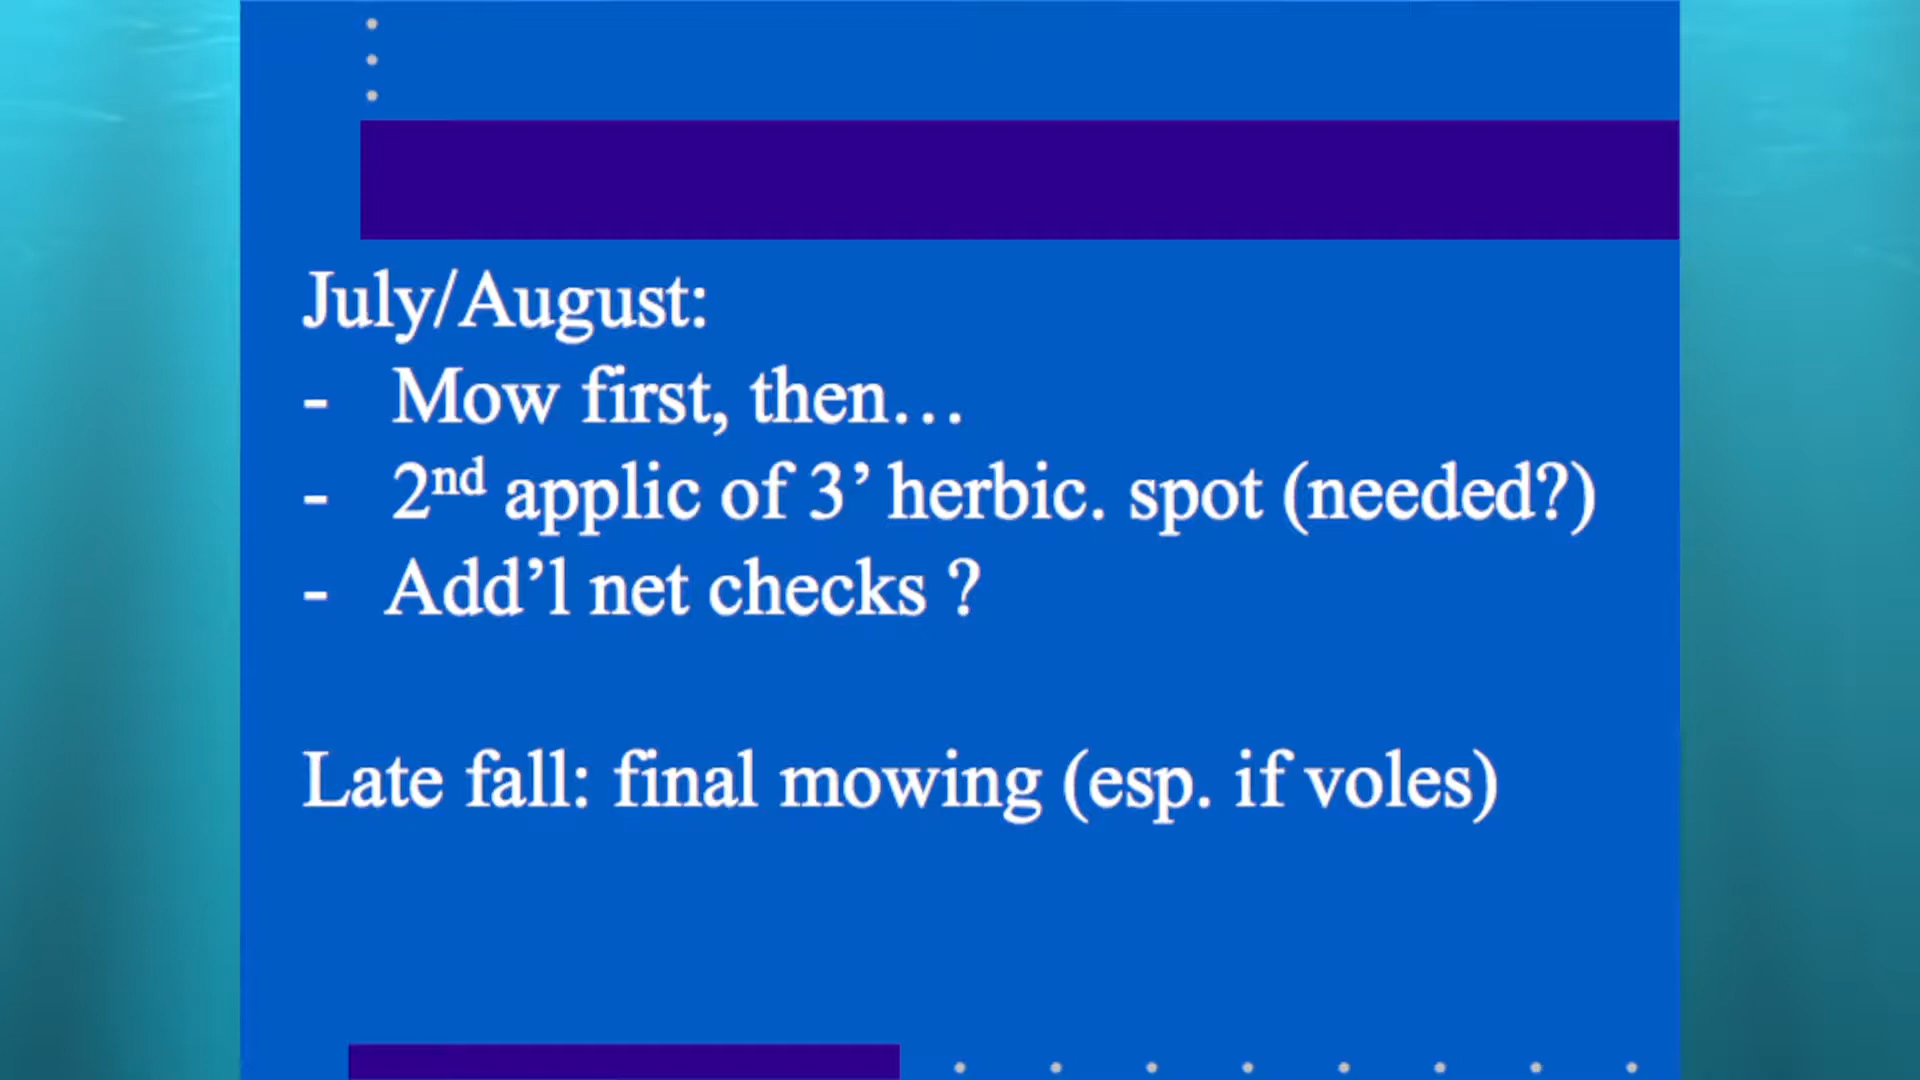 July/August:
- Mow first, then…
- 2nd applic of 3’ herbic. spot (needed?)
- Add’l net checks ?
Late fall: final mowing (esp. if voles)